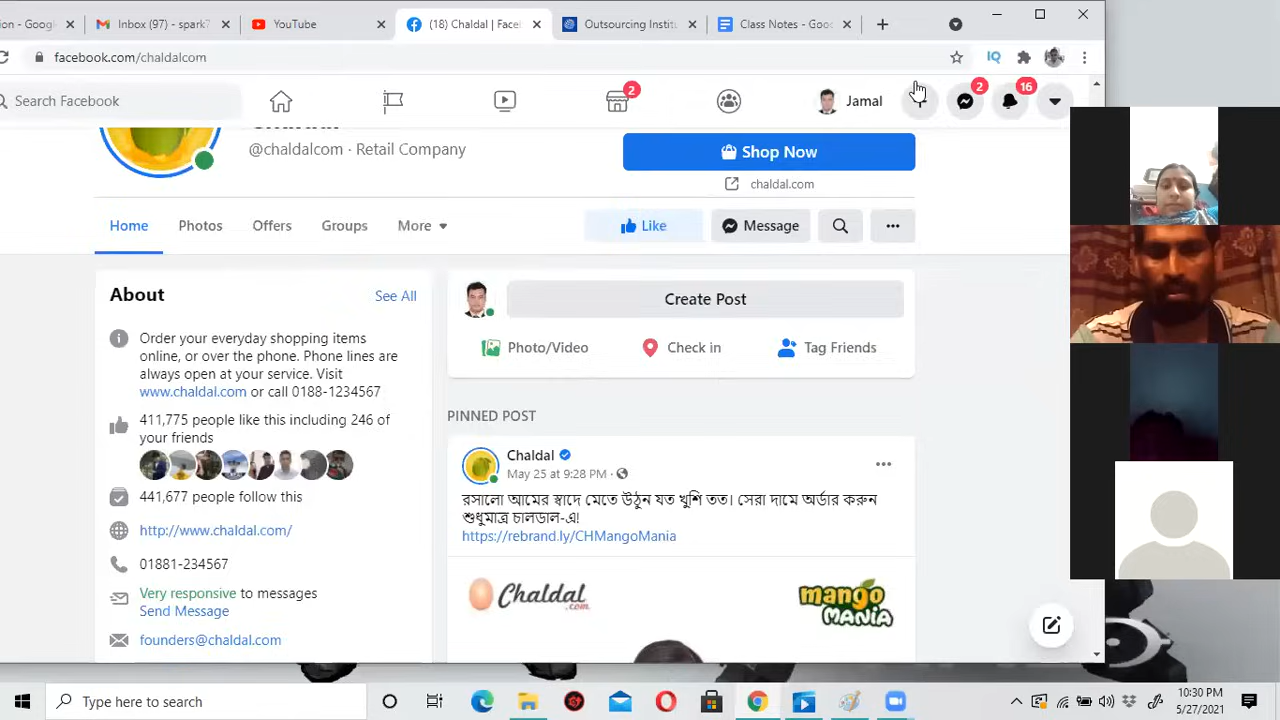 on - Goog
Inbox (97) - spark7
YouTube
(18) Chaldal | Face
Outsourcing Instit
Class Notes - Goo
facebook.com/chaldalcom
IQ
Search Facebook
2
Jamal
2
16
@chaldalcom · Retail Company
Shop Now
chaldal.com
Home
Photos
Offers
Groups
More
Like
Message
About
See All
Create Post
Photo/Video
Check in
Tag Friends
Order your everyday shopping items
online, or over the phone. Phone lines are
always open at your service. Visit
www.chaldal.com or call 0188-1234567
411,775 people like this including 246 of
your friends
441,677 people follow this
http://www.chaldal.com/
01881-234567
Very responsive to messages
Send Message
founders@chaldal.com
PINNED POST
Chaldal
May 25 at 9:28 PM ·
রসালো আমের স্বাদে মেতে উঠুন যত খুশি তত। সেরা দামে অর্ডার করুন
শুধুমাত্র চালডাল-এ!
https://rebrand.ly/CHMangoMania
Chaldal
.com
mango
MANIA
Type here to search
10:30 PM
5/27/2021